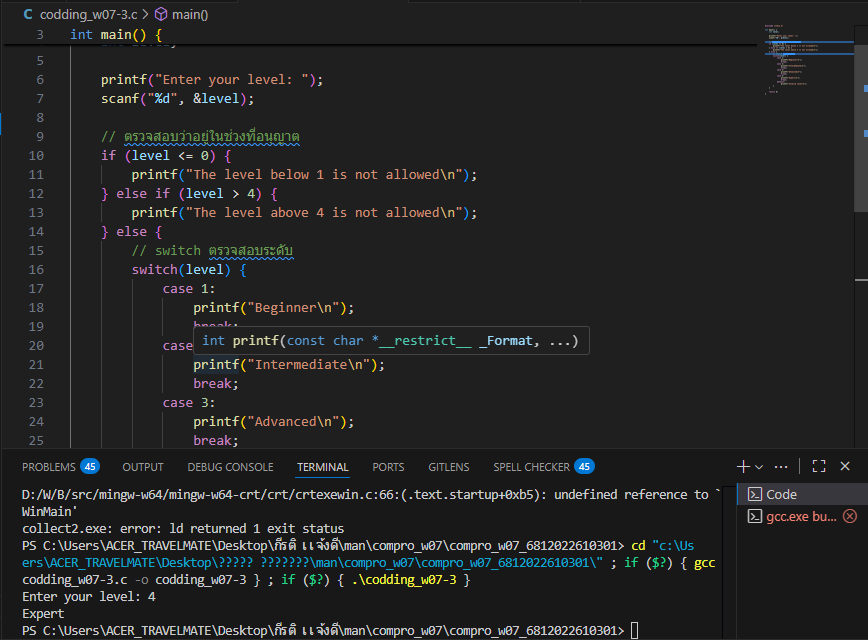 codding_w07-3.c > main()
3 int main() {
5
6 printf("Enter your level: ");
7 scanf("%d", &level);
8
9 // ตรวจสอบว่าอยู่ในช่วงที่อนุญาต
10 if (level <= 0) {
11 printf("The level below 1 is not allowed\n");
12 } else if (level > 4) {
13 printf("The level above 4 is not allowed\n");
14 } else {
15 // switch ตรวจสอบระดับ
16 switch(level) {
17 case 1:
18 printf("Beginner\n");
19 break;
20 case
int printf(const char *__restrict__ _Format, ...)
21 printf("Intermediate\n");
22 break;
23 case 3:
24 printf("Advanced\n");
25 break;
PROBLEMS 45 OUTPUT DEBUG CONSOLE TERMINAL PORTS GITLENS SPELL CHECKER 45
D:/W/B/src/mingw-w64/mingw-w64-crt/crt/crtexewin.c:66:(.text.startup+0xb5): undefined reference to `
WinMain'
collect2.exe: error: ld returned 1 exit status
PS C:\Users\ACER_TRAVELMATE\Desktop\กีรติ เเจ้งดี\man\compro_w07\compro_w07_6812022610301> cd "c:\Us
ers\ACER_TRAVELMATE\Desktop\????? ???????\man\compro_w07\compro_w07_6812022610301\" ; if ($?) { gcc
codding_w07-3.c -o codding_w07-3 } ; if ($?) { .\codding_w07-3 }
Enter your level: 4
Expert
PS C:\Users\ACER_TRAVELMATE\Desktop\กีรติ เเจ้งดี\man\compro_w07\compro_w07_6812022610301>
Code
gcc.exe bu...